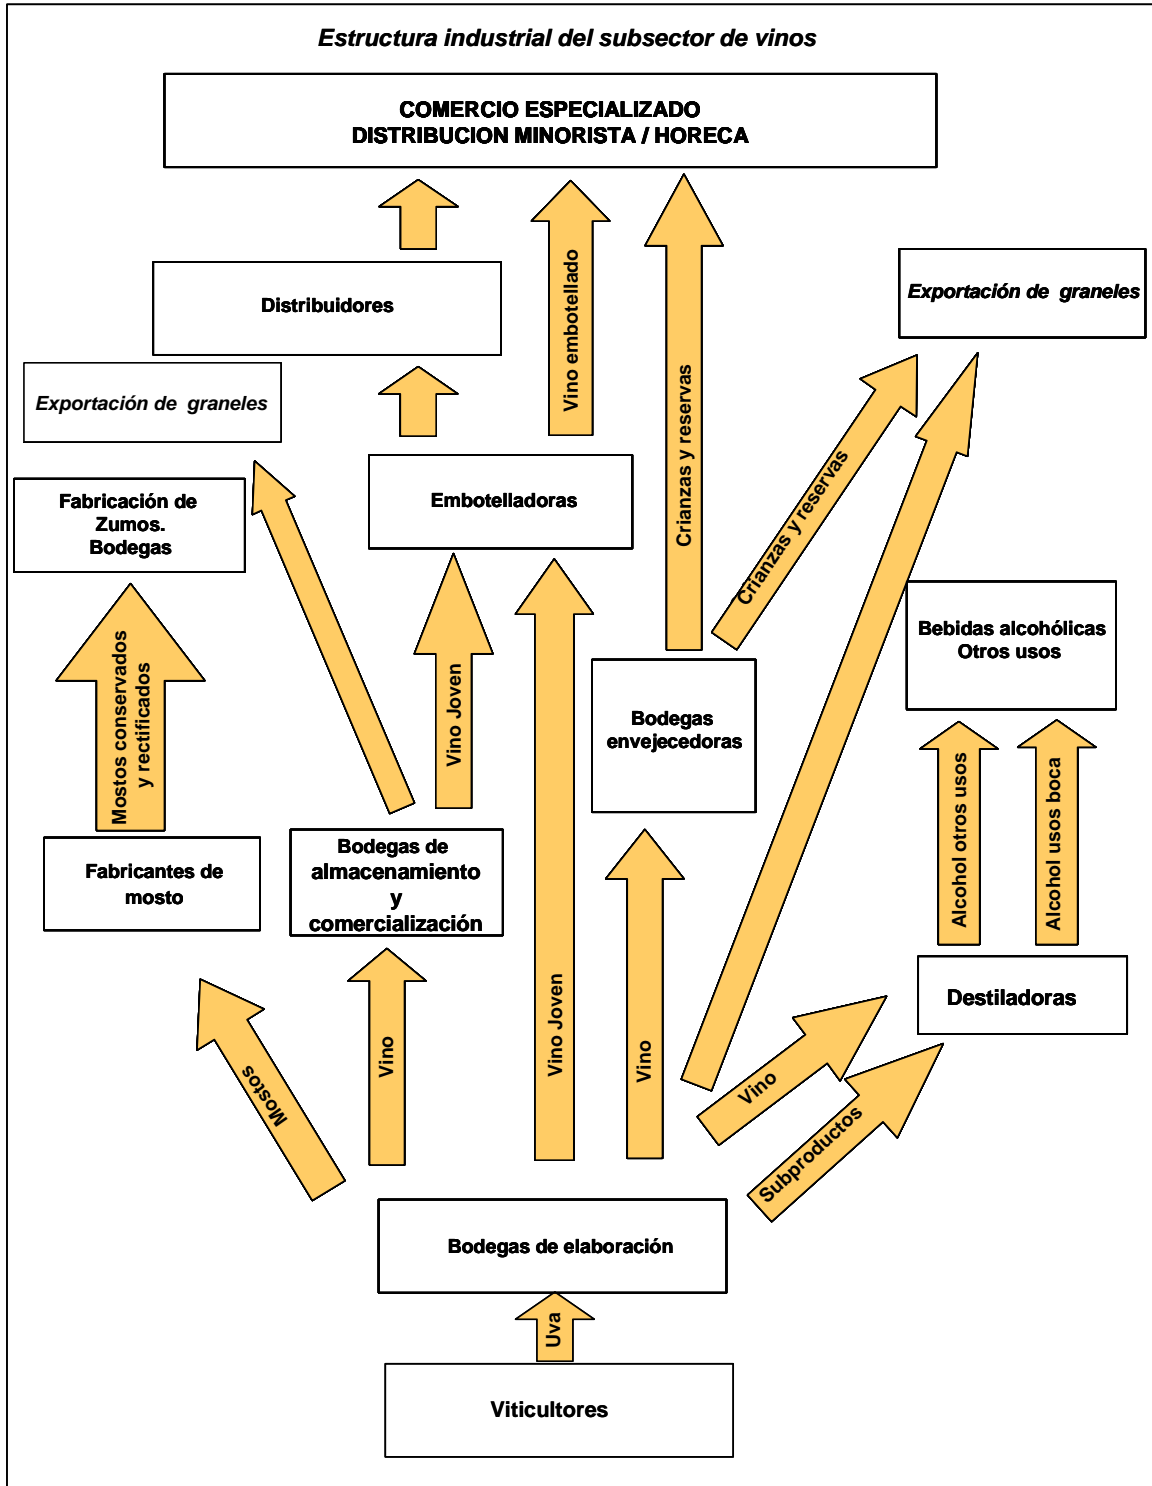 Estructura industrial del subsector de vinos
COMERCIO ESPECIALIZADO
DISTRIBUCION MINORISTA / HORECA
Distribuidores
Vino embotellado
Crianzas y reservas
Exportación de graneles
Exportación de graneles
Crianzas y reservas
Fabricación de
Zumos.
Bodegas
Embotelladoras
Bebidas alcohólicas
Otros usos
Mostos conservados
y rectificados
Vino Joven
Bodegas
envejecedoras
Alcohol otros usos
Alcohol usos boca
Fabricantes de
mosto
Bodegas de
almacenamiento
y
comercialización
Destiladoras
Mostos
Vino
Vino Joven
Vino
Vino
Subproductos
Bodegas de elaboración
Uva
Viticultores